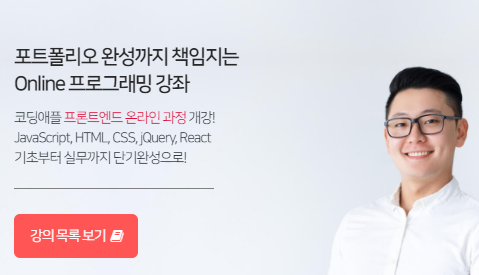 포트폴리오 완성까지 책임지는
Online 프로그래밍 강좌
코딩애플 프론트엔드 온라인 과정 개강!
JavaScript, HTML, CSS, jQuery, React
기초부터 실무까지 단기완성으로!
강의 목록 보기